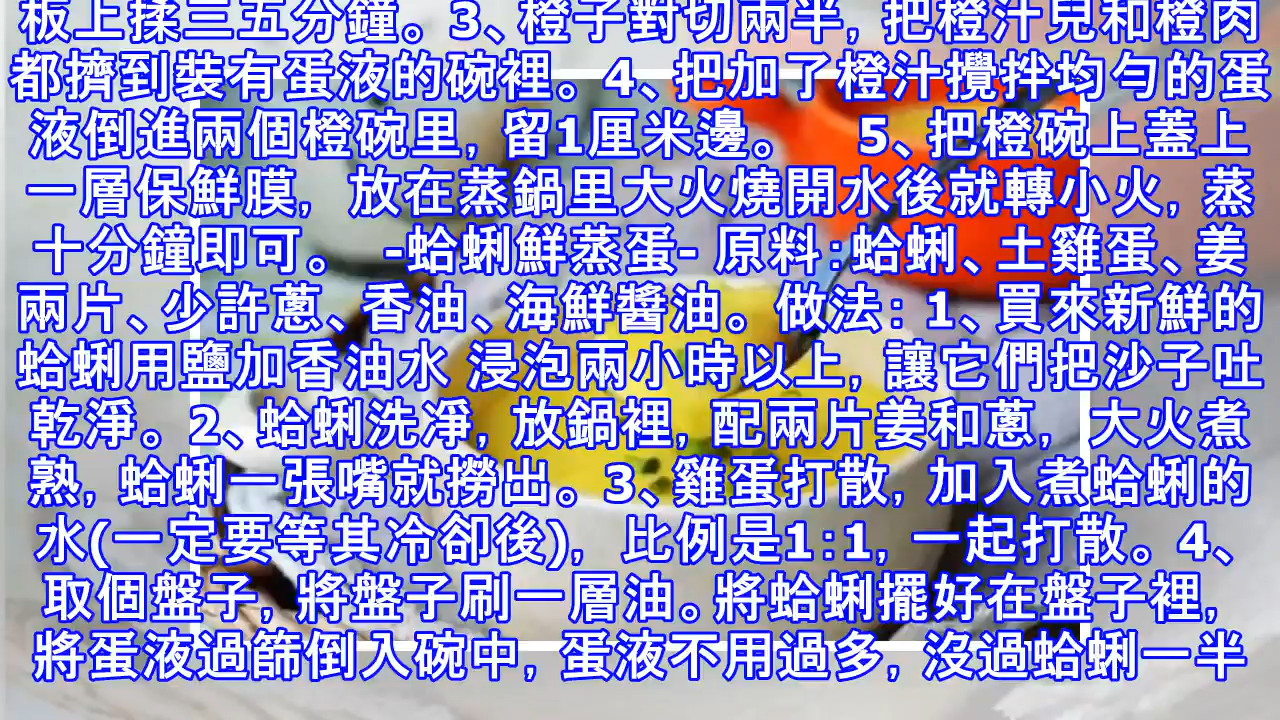 板上揉三五分鐘。3、橙子對切兩半, 把橙汁兒和橙肉
都擠到裝有蛋液的碗裡。4、把加了橙汁攪拌均勻的蛋
液倒進兩個橙碗里, 留1厘米邊。 5、把橙碗上蓋上
一層保鮮膜, 放在蒸鍋里大火燒開水後就轉小火, 蒸
十分鐘即可。 -蛤蜊鮮蒸蛋- 原料:蛤蜊、土雞蛋、姜
兩片、少許蔥、香油、海鮮醬油。做法: 1、買來新鮮的
蛤蜊用鹽加香油水 浸泡兩小時以上, 讓它們把沙子吐
乾淨。2、蛤蜊洗淨, 放鍋裡, 配兩片姜和蔥, 大火煮
熟, 蛤蜊一張嘴就撈出。3、雞蛋打散, 加入煮蛤蜊的
水(一定要等其冷卻後), 比例是1:1, 一起打散。4、
取個盤子, 將盤子刷一層油。將蛤蜊擺好在盤子裡,
將蛋液過篩倒入碗中, 蛋液不用過多, 沒過蛤蜊一半